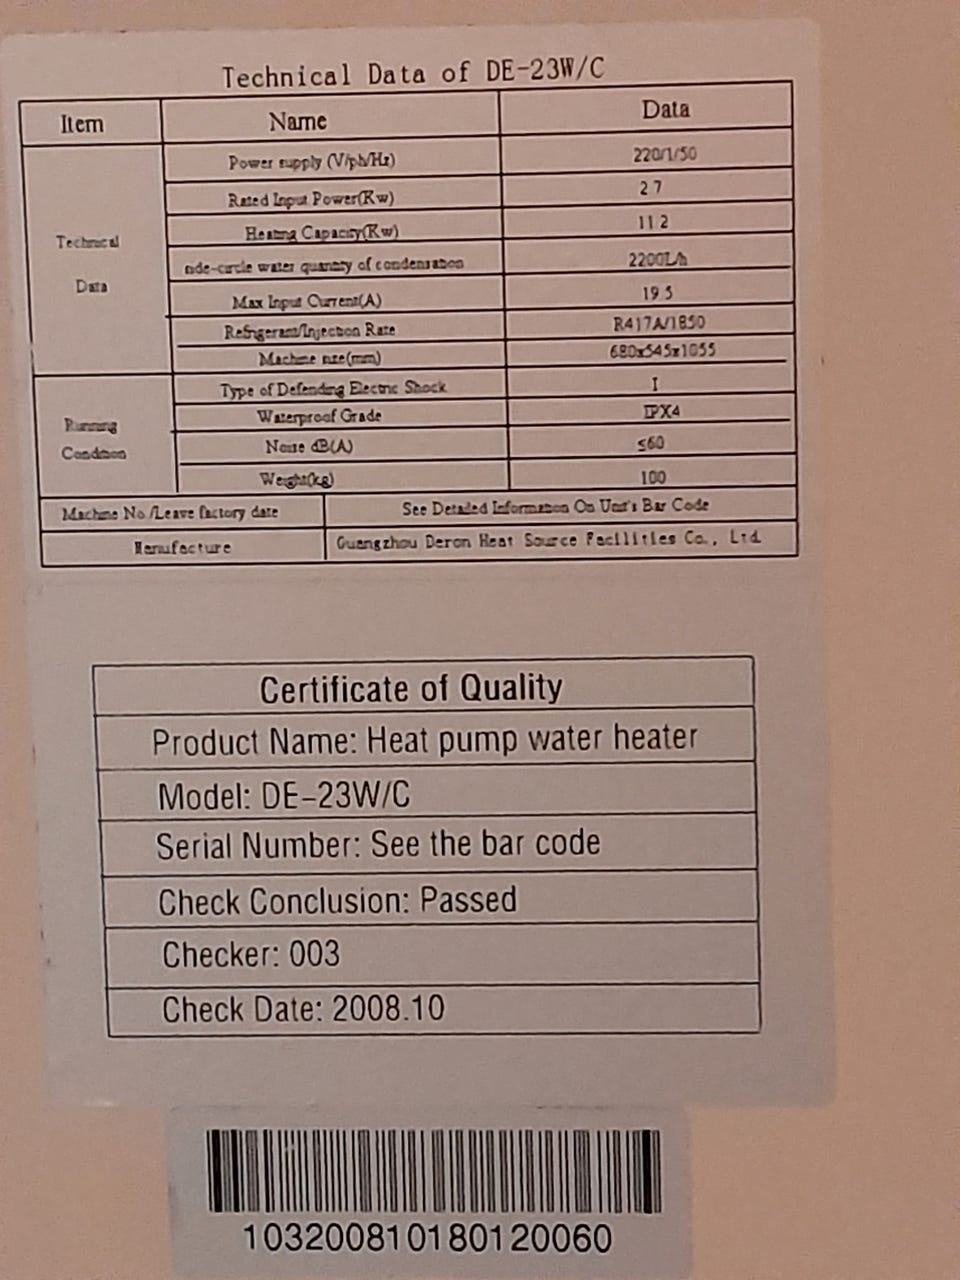 Technical Data of DE-23W/C
Item Name Data
Technical Data
Power supply (V/ph/Hz) 220/1/50
Rated Input Power(Kw) 2.7
Heating Capacity(Kw) 11.2
ide-circle water quantity of condensation 2200L/h
Max Input Current(A) 19.5
Refrigerant/Injection Rate R417A/1850
Machine size(mm) 680x545x1055
Running Condition
Type of Defending Electric Shock I
Waterproof Grade IPX4
Noise dB(A) ≤60
Weight(kg) 100
Machine No./Leave factory date See Detailed Information On Unit's Bar Code
Manufacture Guangzhou Deron Heat Source Facilities Co., Ltd
Certificate of Quality
Product Name: Heat pump water heater
Model: DE-23W/C
Serial Number: See the bar code
Check Conclusion: Passed
Checker: 003
Check Date: 2008.10
103200810180120060